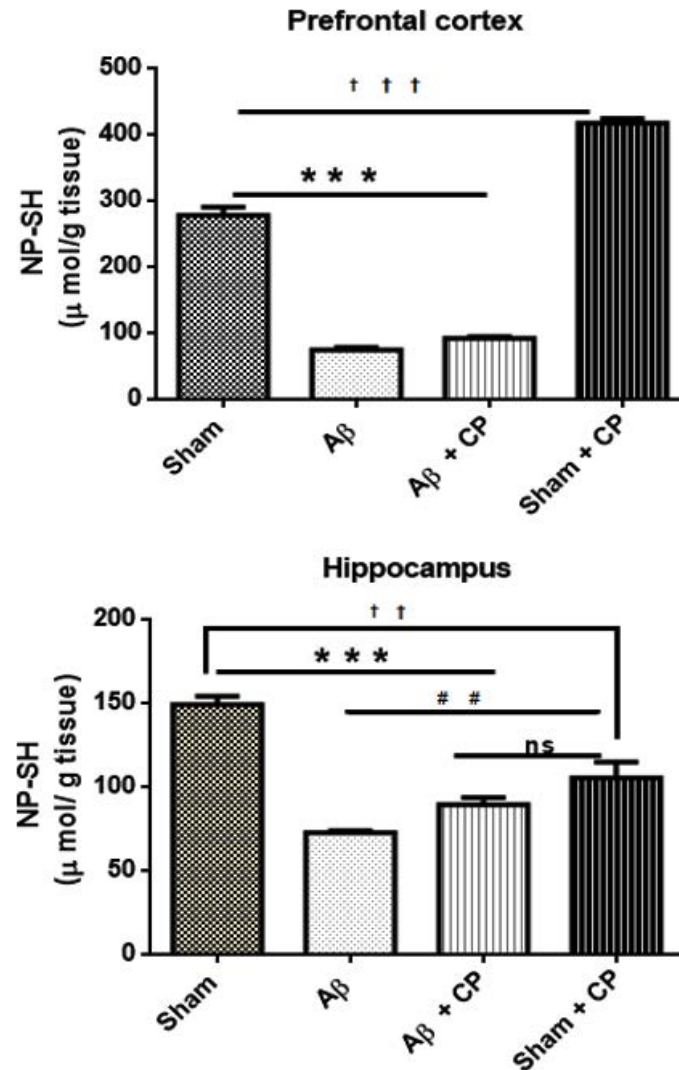 Prefrontal cortex
NP-SH
(μ mol/g tissue)
500
400
300
200
100
0
† † †
* * *
Sham
Aβ
Aβ + CP
Sham + CP
Hippocampus
NP-SH
(μ mol/ g tissue)
200
150
100
50
0
† †
* * *
# #
ns
Sham
Aβ
Aβ + CP
Sham + CP